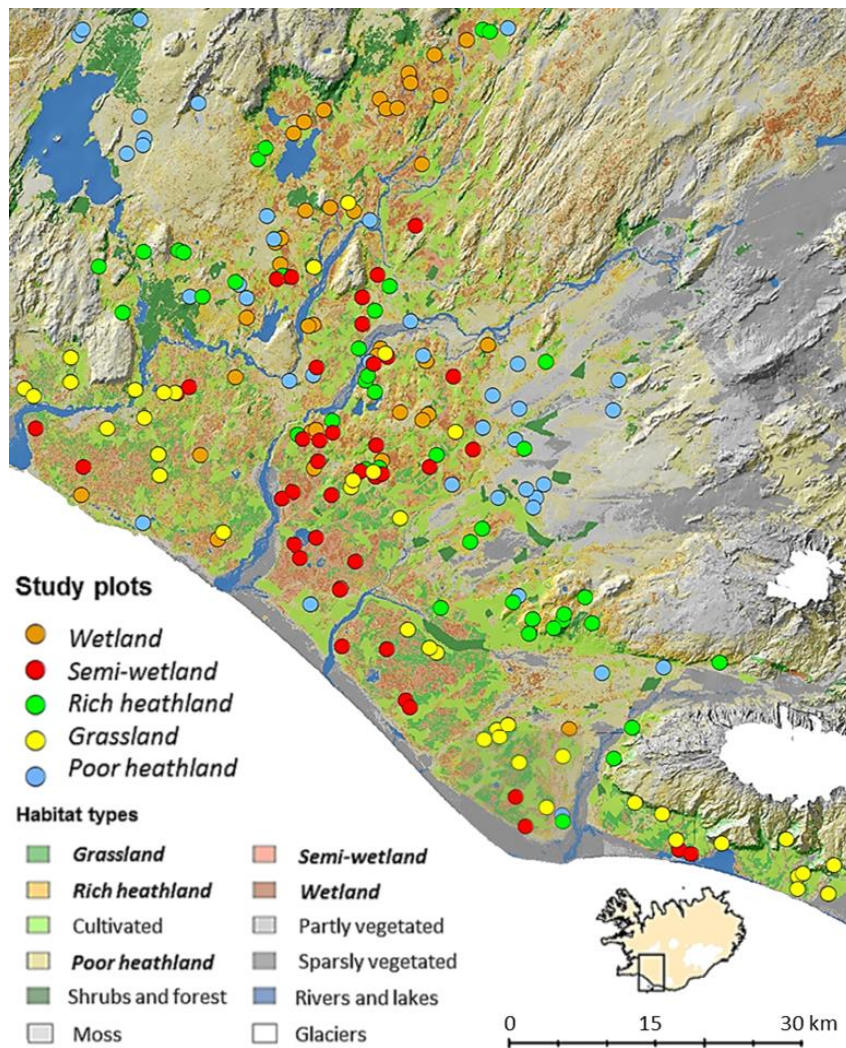 Study plots
Wetland
Semi-wetland
Rich heathland
Grassland
Poor heathland
Habitat types
Grassland
Semi-wetland
Rich heathland
Wetland
Cultivated
Partly vegetated
Poor heathland
Sparsly vegetated
Shrubs and forest
Rivers and lakes
Moss
Glaciers
0 15 30 km